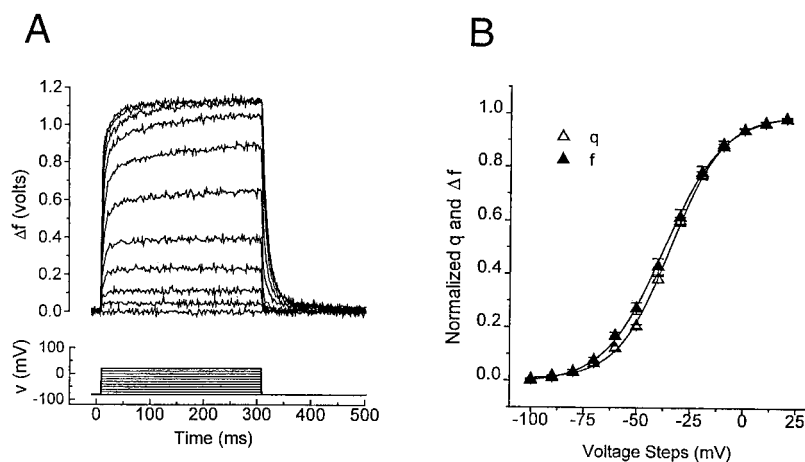 A
Δf (volts)
1.2
1.0
0.8
0.6
0.4
0.2
0.0
v (mV)
100
0
-100
0 100 200 300 400 500
Time (ms)
B
Normalized q and Δf
1.0
0.8
0.6
0.4
0.2
0.0
q
f
-100 -75 -50 -25 0 25
Voltage Steps (mV)